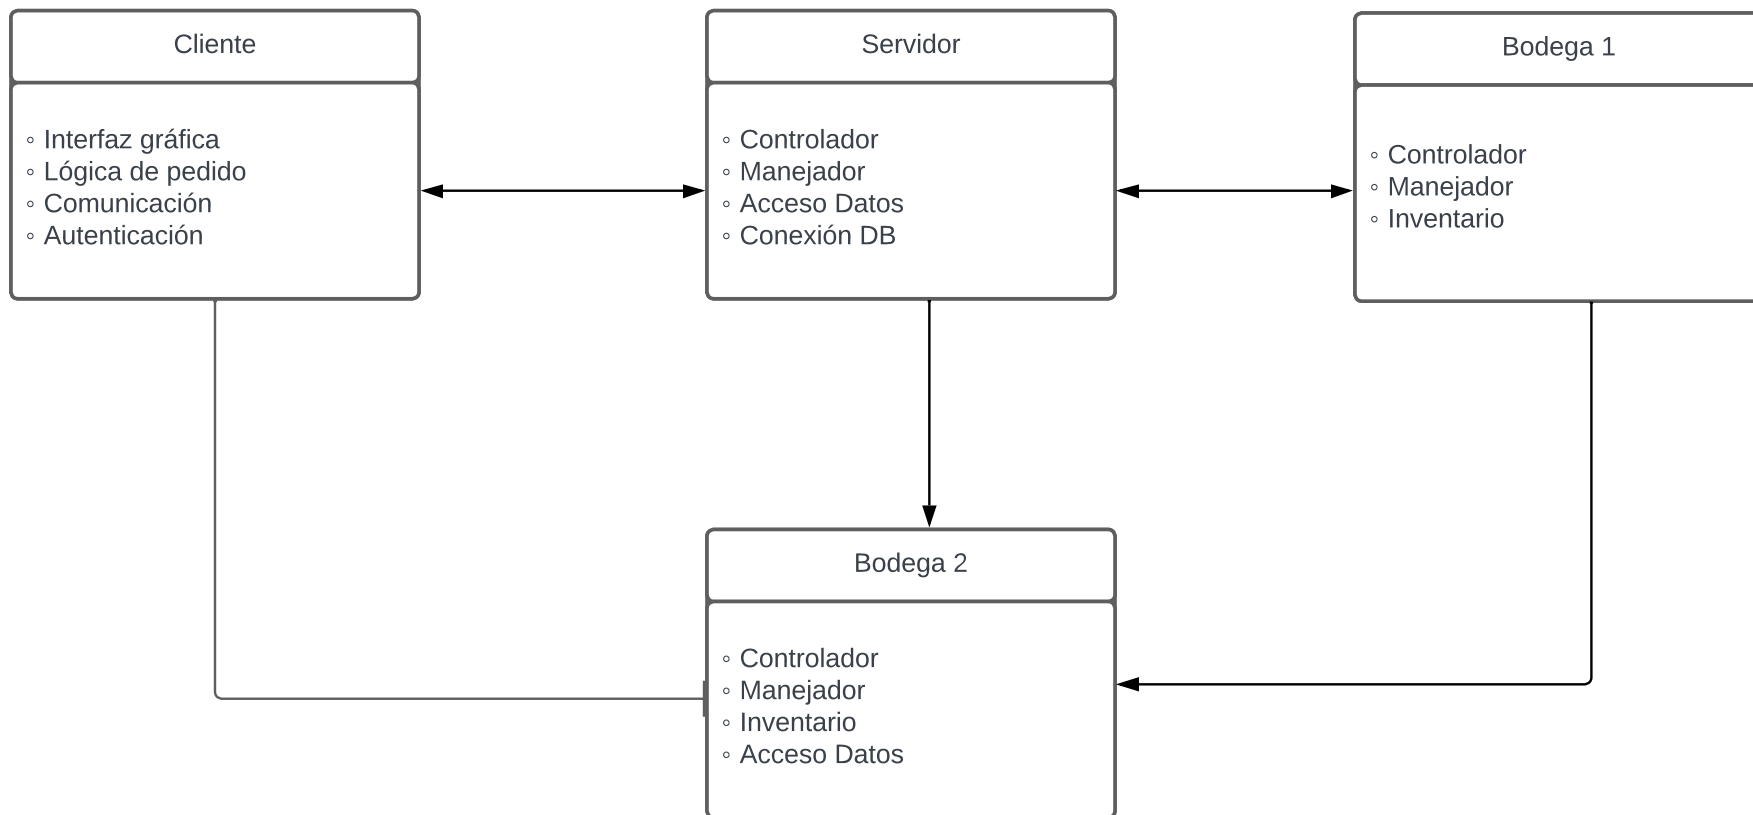 Cliente
◦ Interfaz gráfica
◦ Lógica de pedido
◦ Comunicación
◦ Autenticación
Servidor
◦ Controlador
◦ Manejador
◦ Acceso Datos
◦ Conexión DB
Bodega 1
◦ Controlador
◦ Manejador
◦ Inventario
Bodega 2
◦ Controlador
◦ Manejador
◦ Inventario
◦ Acceso Datos